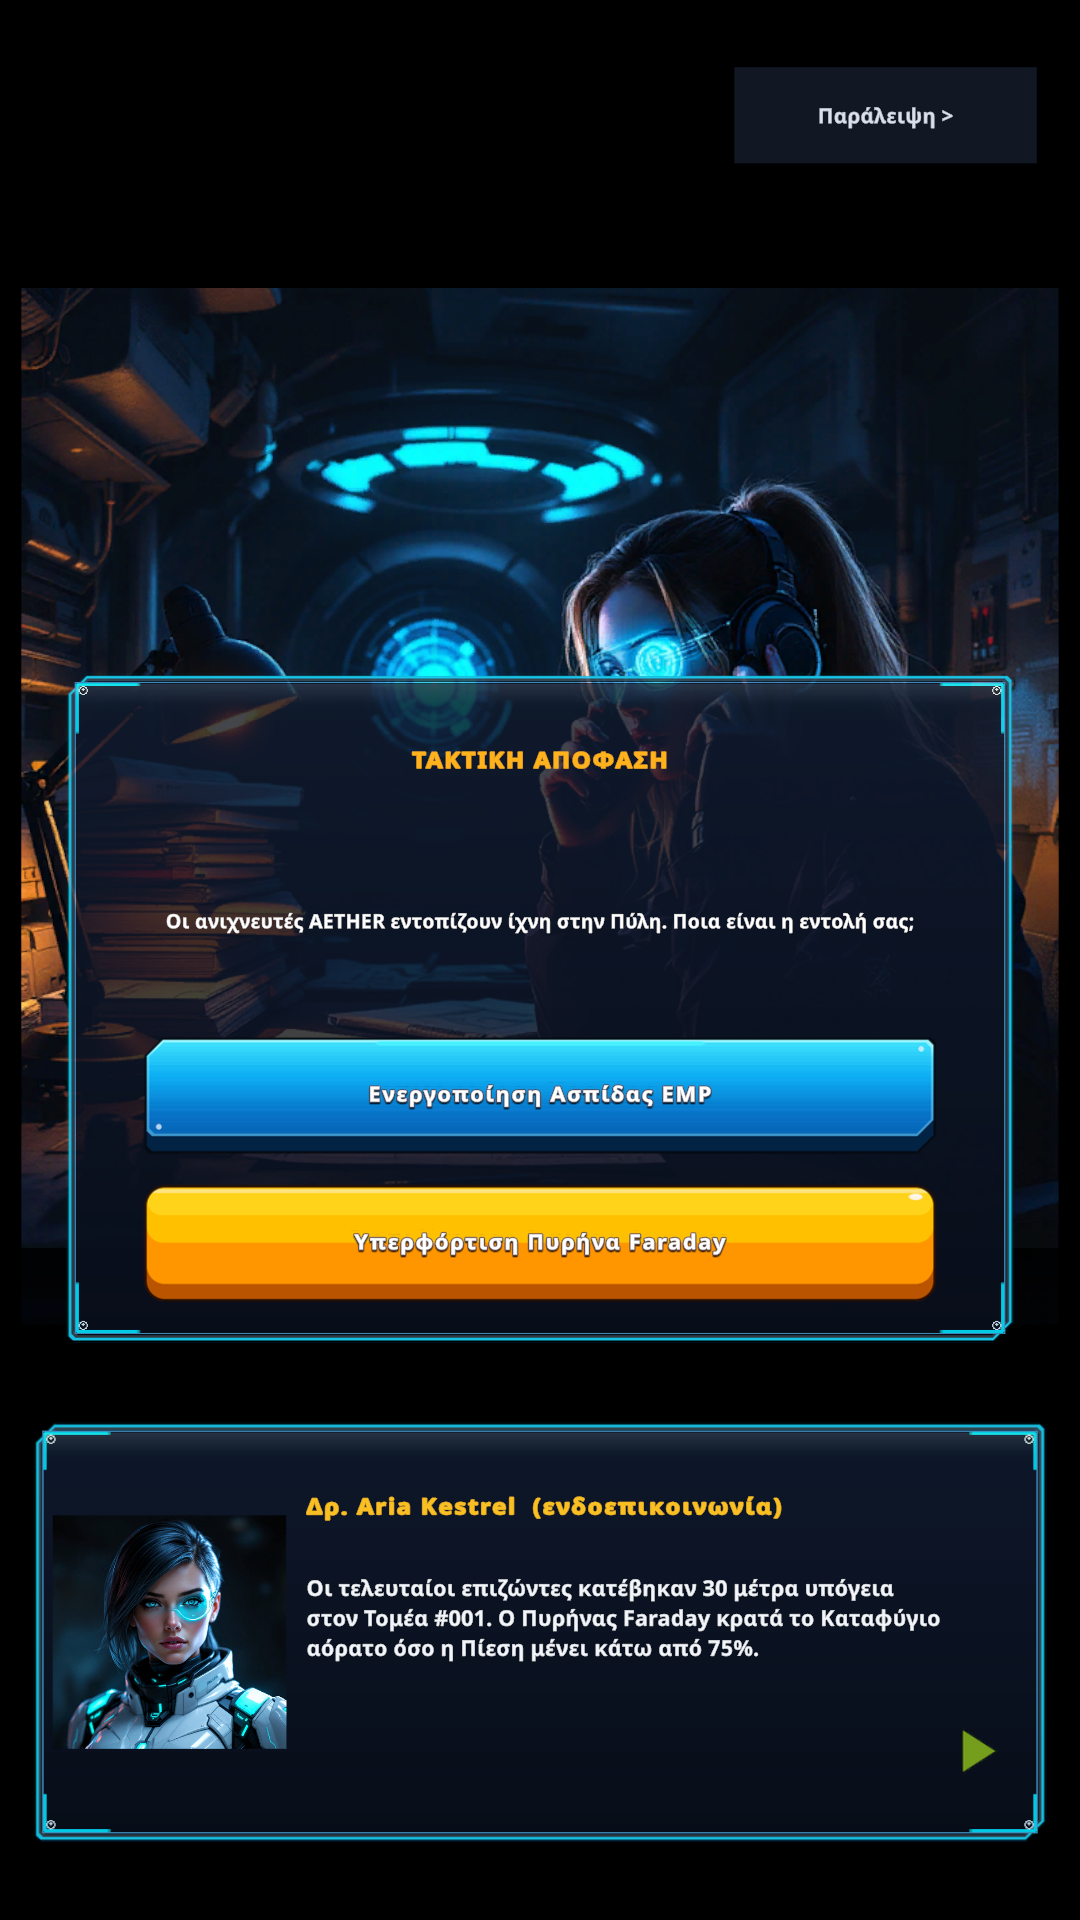 Παράλειψη >
ΤΑΚΤΙΚΗ ΑΠΟΦΑΣΗ
Οι ανιχνευτές AETHER εντοπίζουν ίχνη στην Πύλη. Ποια είναι η εντολή σας;
Ενεργοποίηση Ασπίδας EMP
Υπερφόρτιση Πυρήνα Faraday
Δρ. Aria Kestrel (ενδοεπικοινωνία)
Οι τελευταίοι επιζώντες κατέβηκαν 30 μέτρα υπόγεια
στον Τομέα #001. Ο Πυρήνας Faraday κρατά το Καταφύγιο
αόρατο όσο η Πίεση μένει κάτω από 75%.